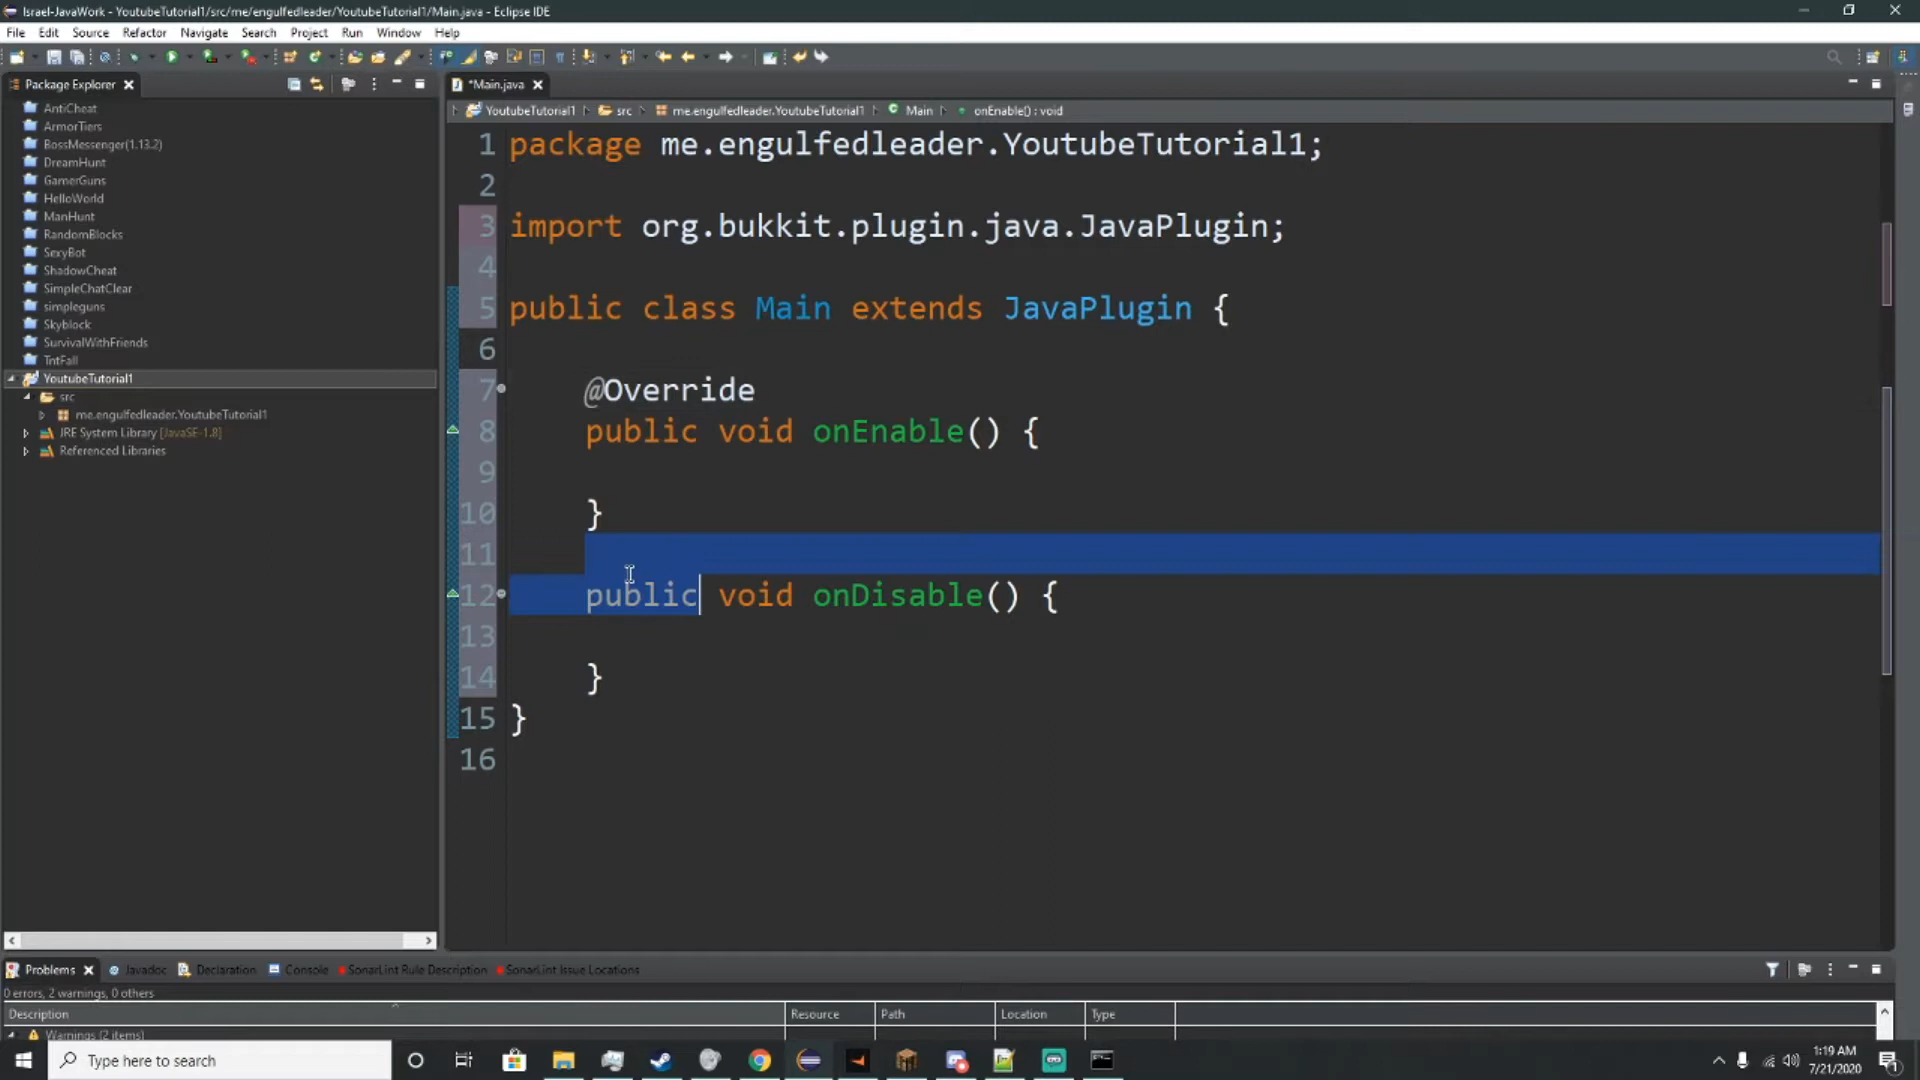 Israel-JavaWork - YoutubeTutorial1/src/me/engulfedleader/YoutubeTutorial1/Main.java - Eclipse IDE
File Edit Source Refactor Navigate Search Project Run Window Help
Package Explorer
*Main.java
YoutubeTutorial1 src me.engulfedleader.YoutubeTutorial1 Main onEnable() : void
AntiCheat
ArmorTiers
BossMessenger(1.13.2)
DreamHunt
GamerGuns
HelloWorld
ManHunt
RandomBlocks
SexyBot
ShadowCheat
SimpleChatClear
simpleguns
Skyblock
SurvivalWithFriends
TntFall
YoutubeTutorial1
src
me.engulfedleader.YoutubeTutorial1
JRE System Library [JavaSE-1.8]
Referenced Libraries
1 package me.engulfedleader.YoutubeTutorial1;
2
3 import org.bukkit.plugin.java.JavaPlugin;
4
5 public class Main extends JavaPlugin {
6
7 @Override
8 public void onEnable() {
9
10 }
11
12 public void onDisable() {
13
14 }
15 }
16
Problems Javadoc Declaration Console SonarLint Rule Description SonarLint Issue Locations
0 errors, 2 warnings, 0 others
Description Resource Path Location Type
Warnings (2 items)
Type here to search
1:19 AM
7/21/2020
1